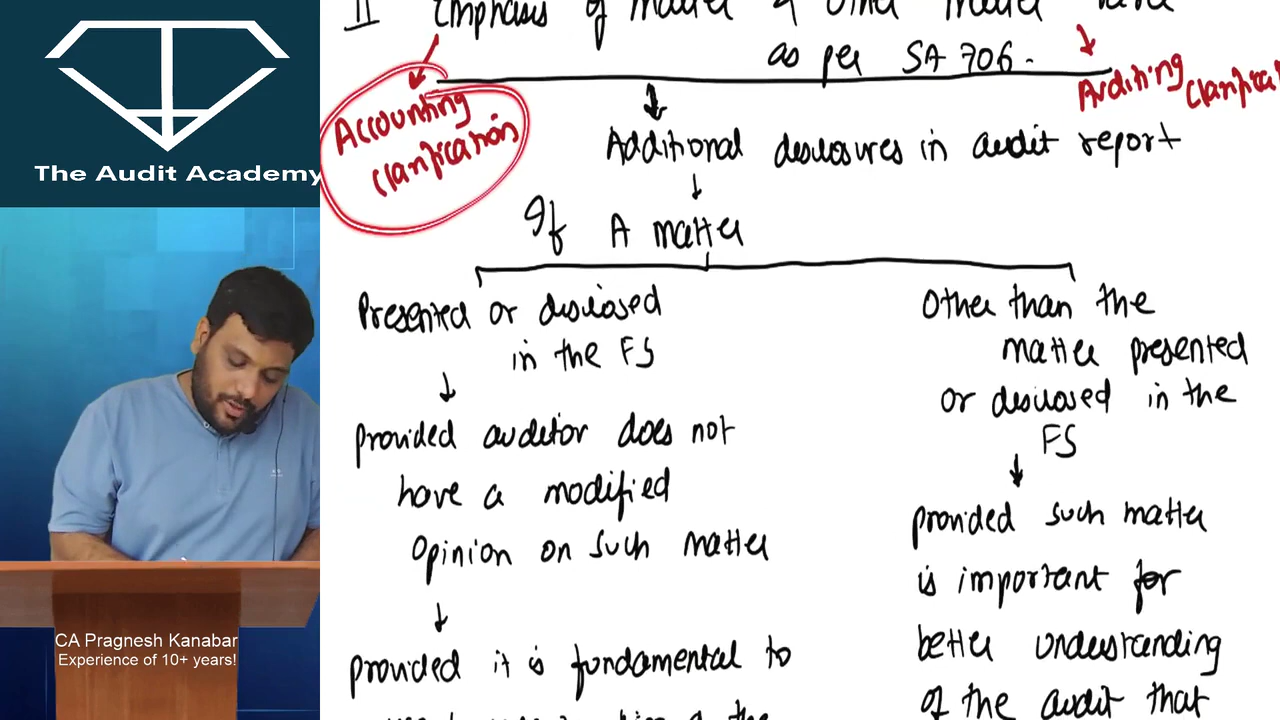 The Audit Academy
CA Pragnesh Kanabar
Experience of 10+ years!
II Emphasis of Matter & Other Matter
as per SA 706.
Accounting
clarification
Auditing
Additional disclosures in audit report
If A matter
Presented or disclosed
in the FS
provided auditor does not
have a modified
opinion on such matter
provided it is fundamental to
Other than the
matter presented
or disclosed in the
FS
provided such matter
is important for
better understanding
of the audit that